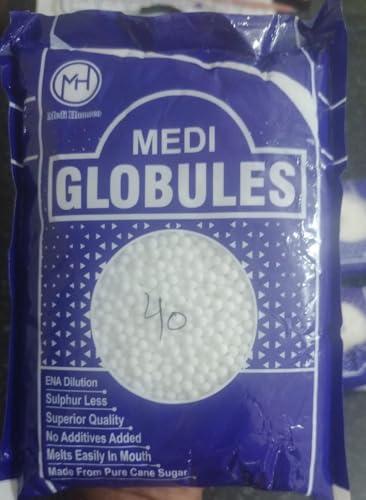 MH
Medi Homoeo
MEDI
GLOBULES
40
ENA Dilution
Sulphur Less
Superior Quality
No Additives Added
Melts Easily In Mouth
Made From Pure Cane Sugar